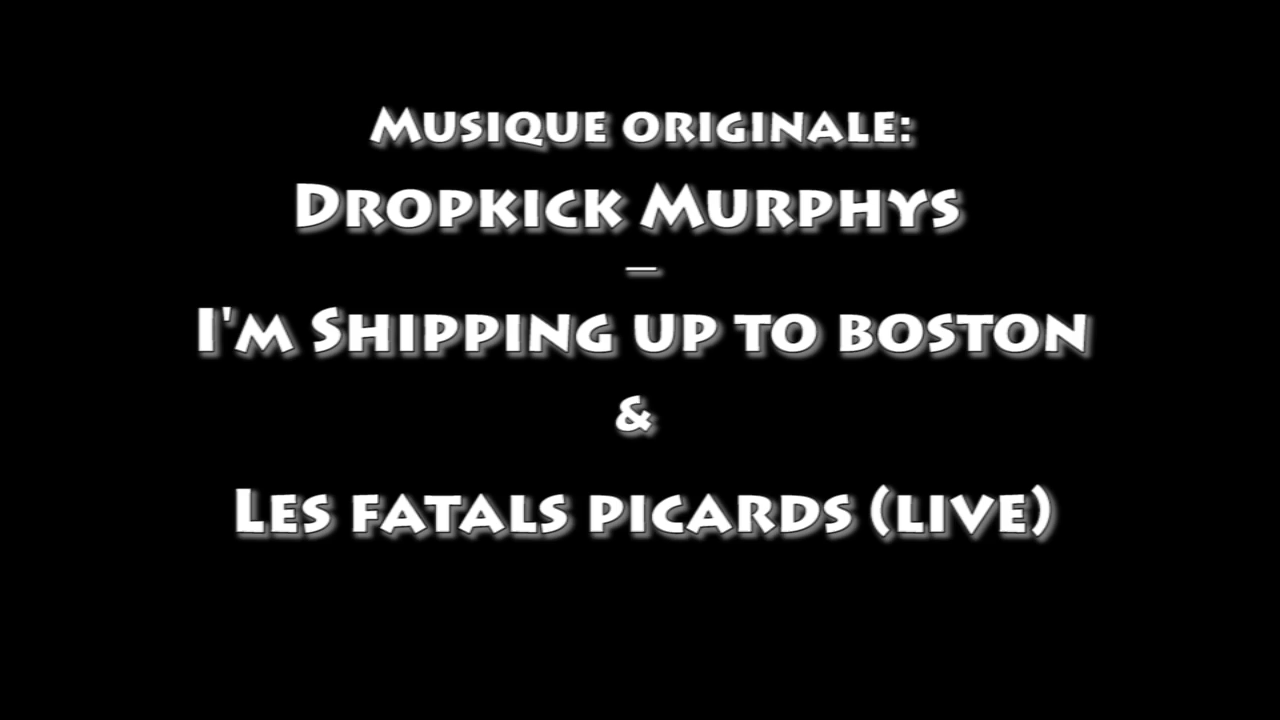 Musique originale:
Dropkick Murphys
–
I'm Shipping up to boston
&
Les fatals picards (live)